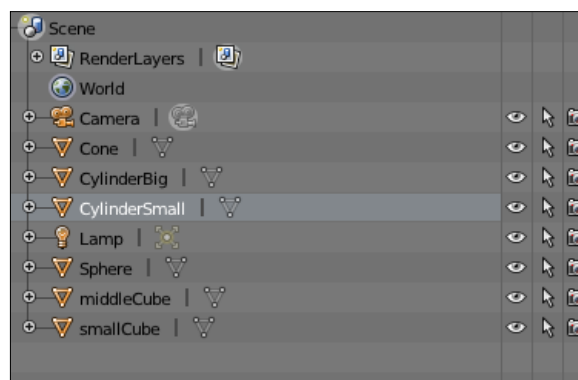 Scene
RenderLayers |
World
Camera |
Cone |
CylinderBig |
CylinderSmall |
Lamp |
Sphere |
middleCube |
smallCube |